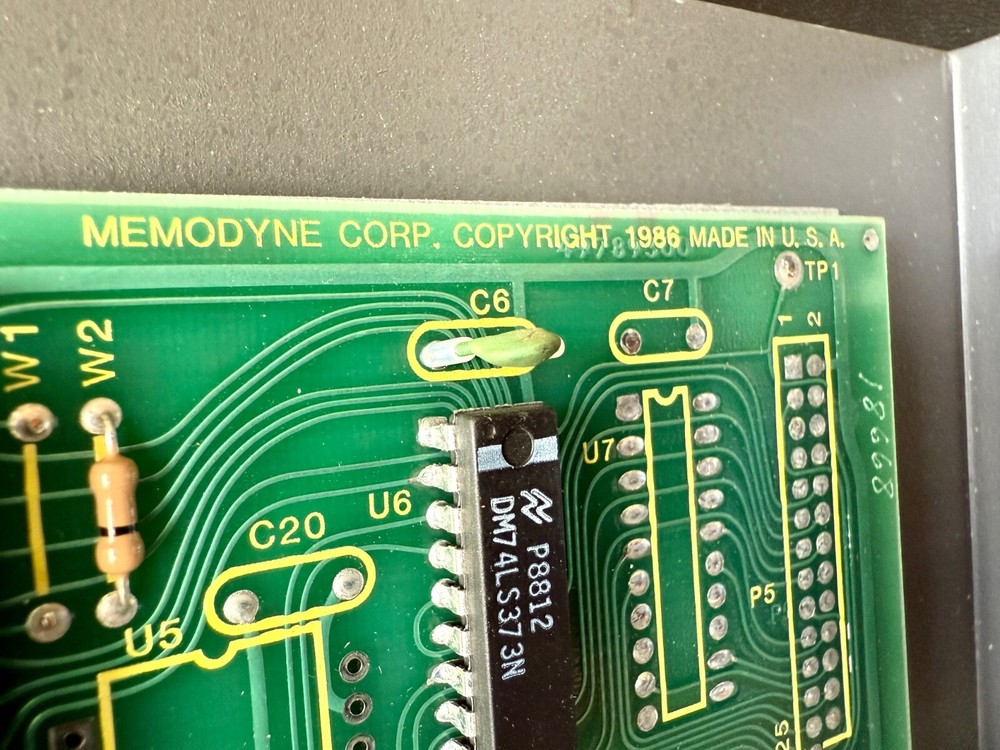 MEMODYNE CORP. COPYRIGHT 1986 MADE IN U. S. A.
TP1
C6
C7
1 2
W1
W2
U7
18668
U6
P8812
DM74LS373N
C20
P5
U5
25